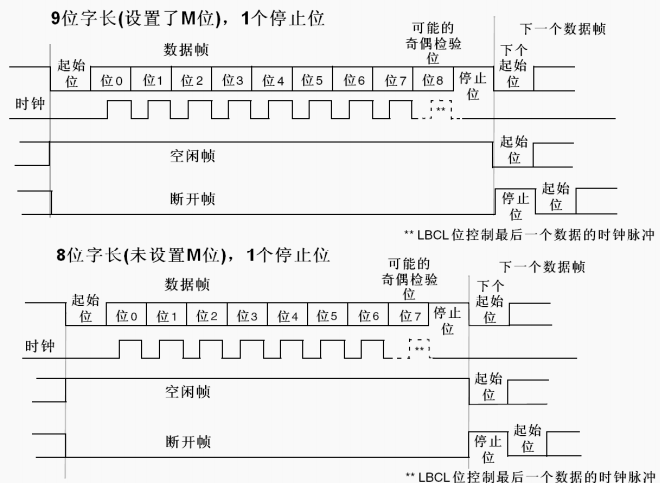 9位字长(设置了M位)，1个停止位
可能的
奇偶检验
位
下一个数据帧
数据帧
下个
起始
位
起始
位
位0
位1
位2
位3
位4
位5
位6
位7
位8
停止
位
时钟
**
空闲帧
起始
位
断开帧
停止
位
起始
位
** LBCL位控制最后一个数据的时钟脉冲
8位字长(未设置M位)，1个停止位
可能的
奇偶检验
位
下一个数据帧
数据帧
下个
起始
位
起始
位
位0
位1
位2
位3
位4
位5
位6
位7
停止
位
时钟
**
空闲帧
起始
位
断开帧
停止
位
起始
位
** LBCL位控制最后一个数据的时钟脉冲